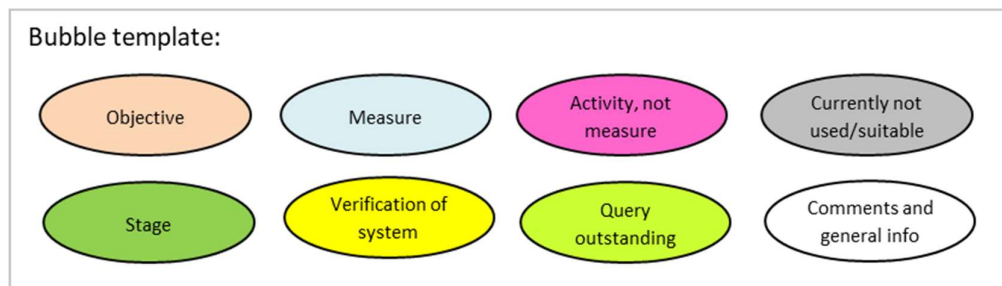 Bubble template:
Objective
Measure
Activity, not
measure
Currently not
used/suitable
Stage
Verification of
system
Query
outstanding
Comments and
general info